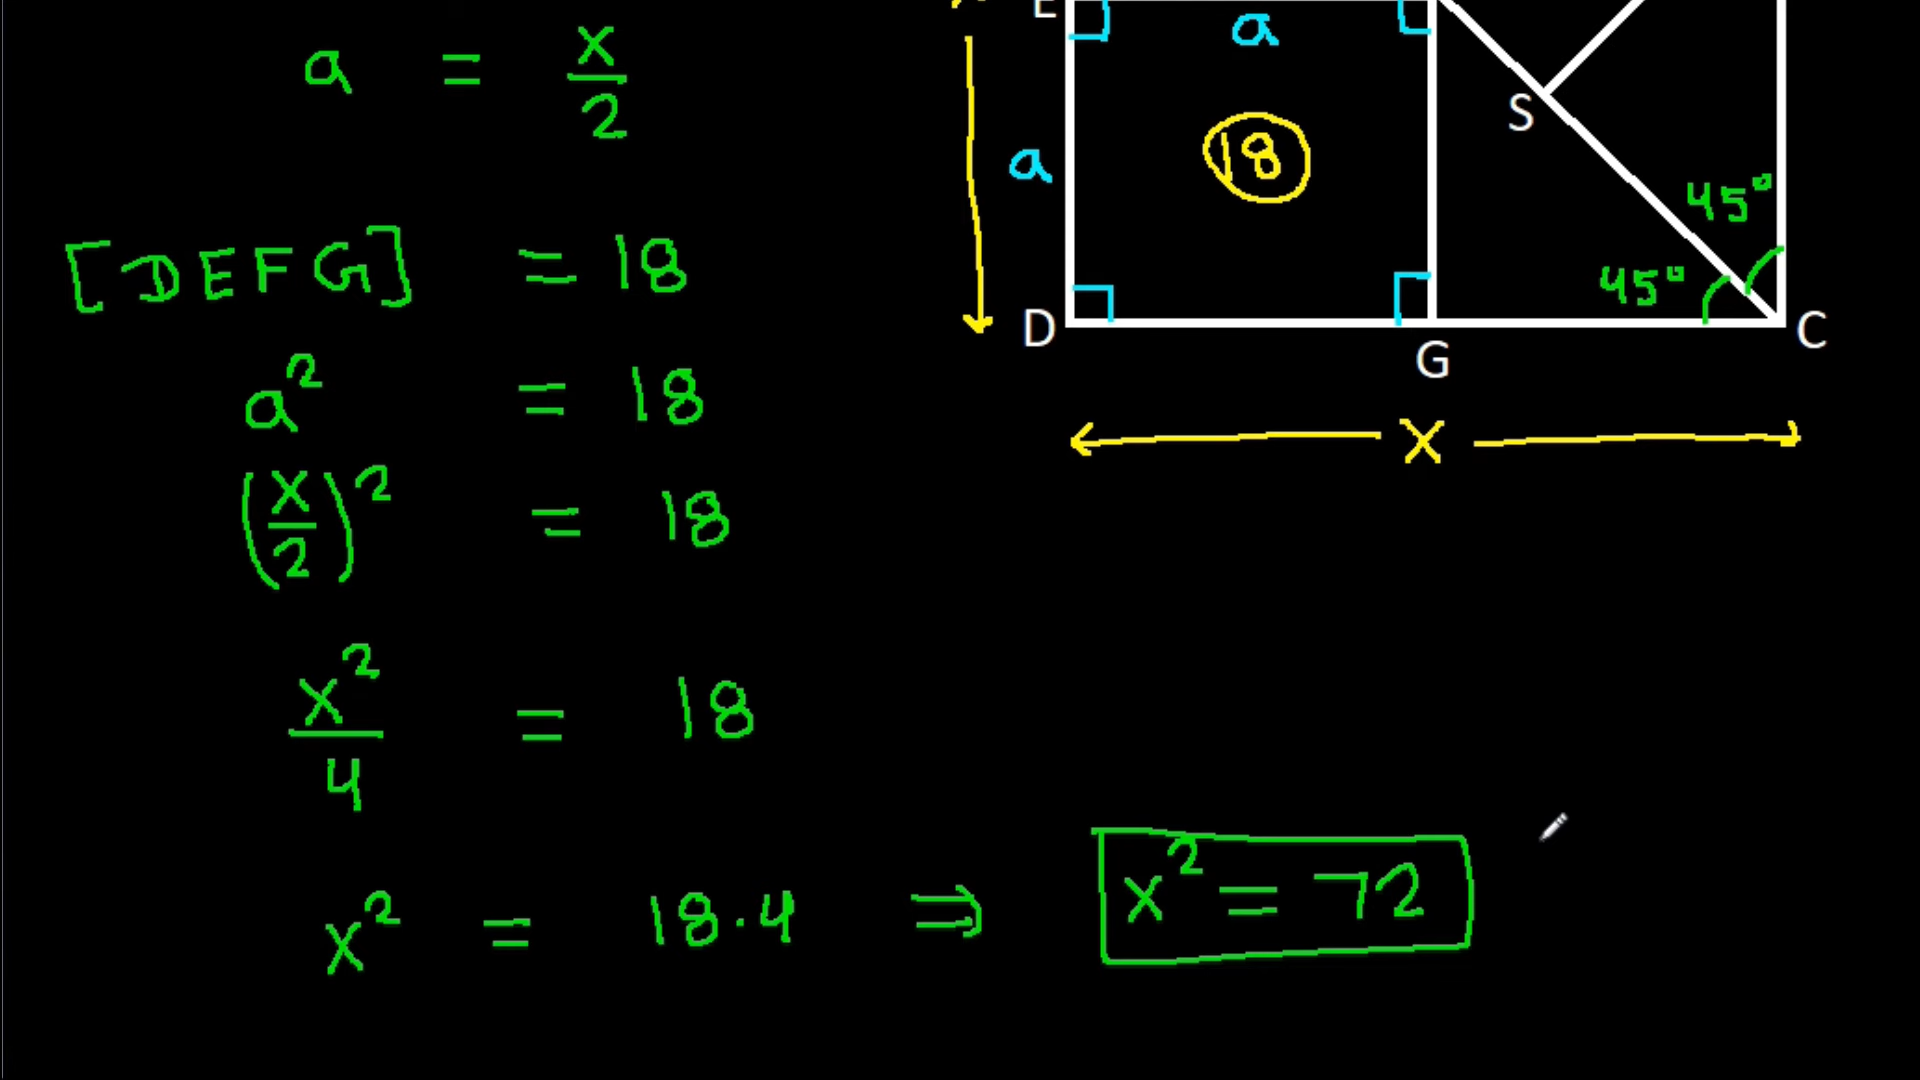 a = x/2
[DEFG] = 18
a² = 18
(x/2)² = 18
x²/4 = 18
x² = 18·4 ⇒ x² = 72
E
a
a
18
S
45°
45°
D
G
C
X